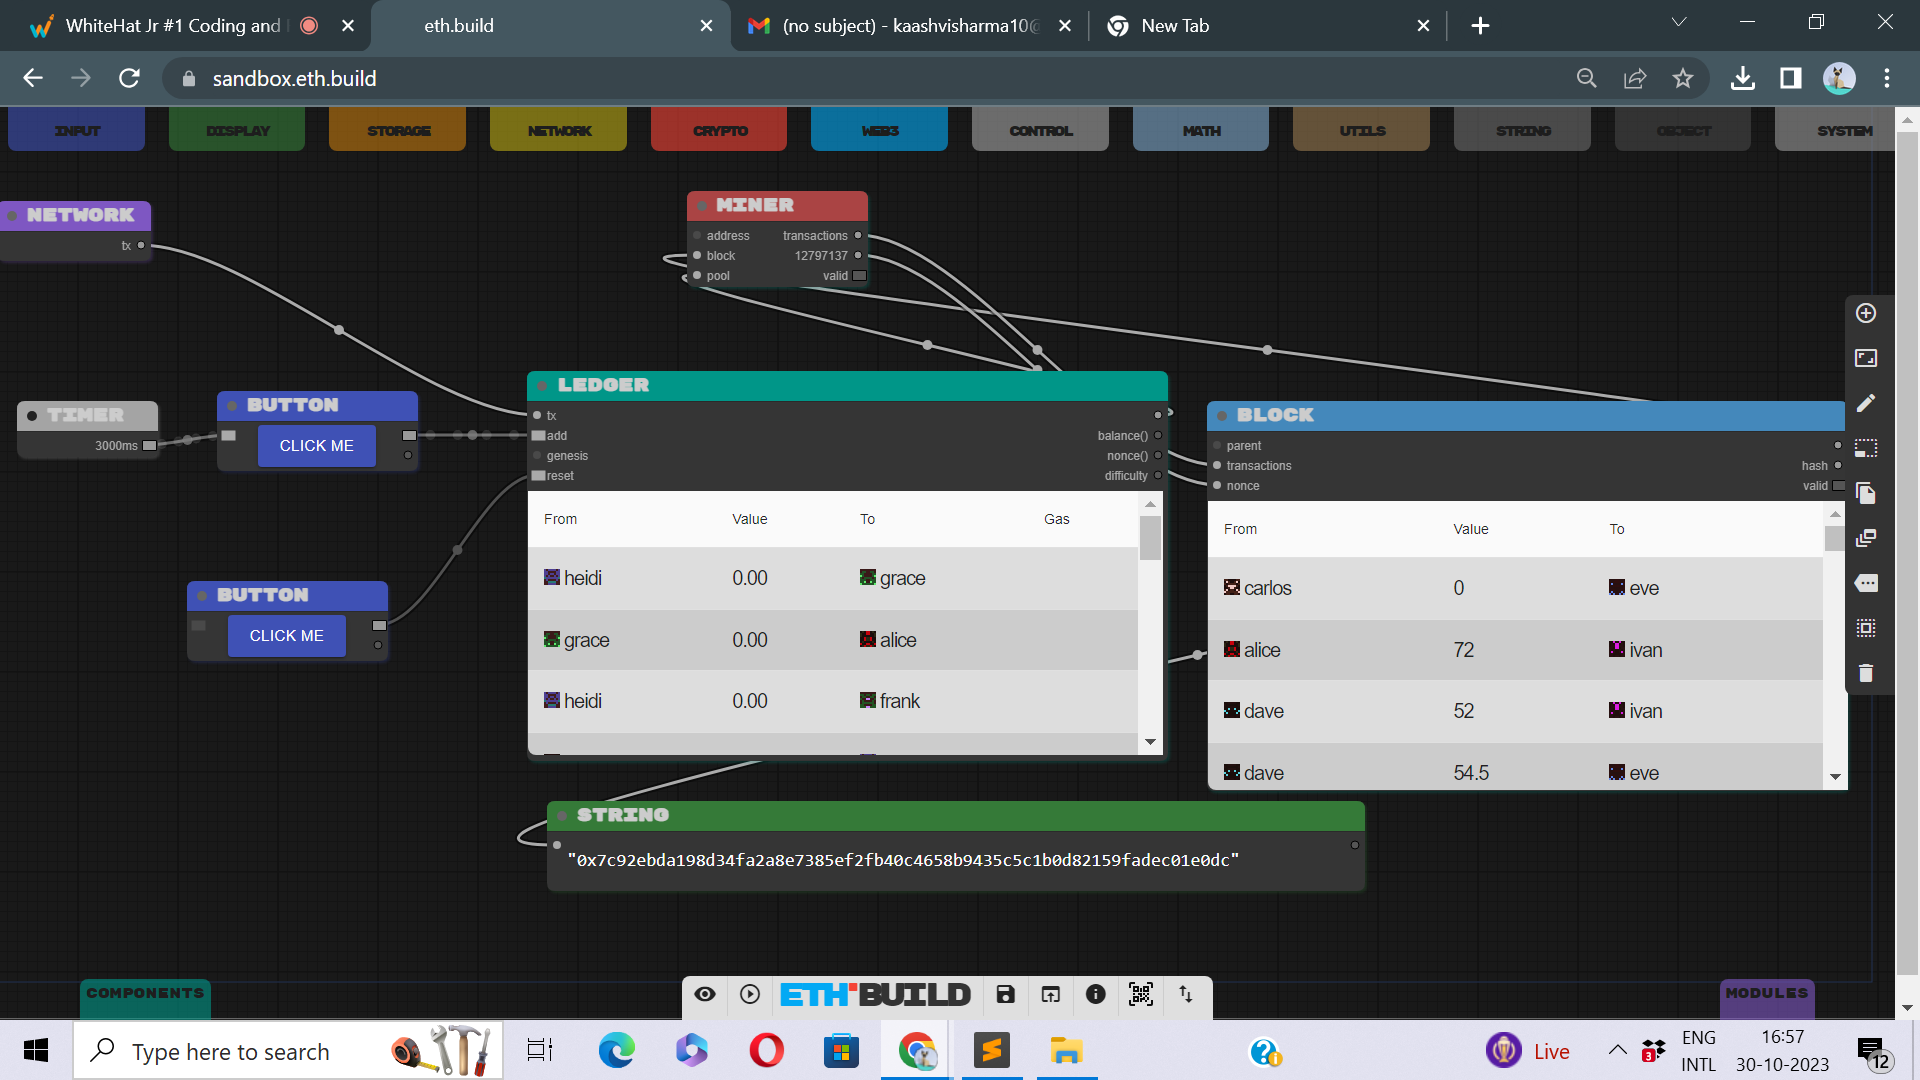 WhiteHat Jr #1 Coding and
eth.build
(no subject) - kaashvisharma10@
New Tab
sandbox.eth.build
INPUT
DISPLAY
STORAGE
NETWORK
CRYPTO
WEB3
CONTROL
MATH
UTILS
STRING
OBJECT
SYSTEM
NETWORK
tx
MINER
address transactions
block 12797137
pool valid
TIMER
3000ms
BUTTON
CLICK ME
BUTTON
CLICK ME
LEDGER
tx
add balance()
genesis nonce()
reset difficulty
From Value To Gas
heidi 0.00 grace
grace 0.00 alice
heidi 0.00 frank
BLOCK
parent
transactions hash
nonce valid
From Value To
carlos 0 eve
alice 72 ivan
dave 52 ivan
dave 54.5 eve
STRING
"0x7c92ebda198d34fa2a8e7385ef2fb40c4658b9435c5c1b0d82159fadec01e0dc"
COMPONENTS
ETH BUILD
MODULES
Type here to search
Live
3
ENG
INTL
16:57
30-10-2023
12